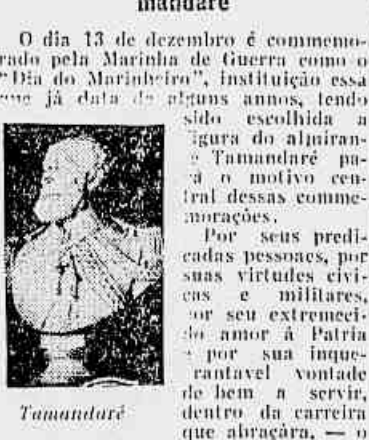 mandaré
O dia 13 de dezembro é commemo-
rado pela Marinha de Guerra como o
"Dia do Marinheiro", instituição essa
que já data de alguns annos, tendo
sido escolhida a
figura do almiran-
e Tamandaré pa-
ra o motivo cen-
tral dessas comme-
morações.
Por seus predi-
cadas pessoaes, por
suas virtudes civi-
cas e militares,
por seu extremeci-
do amor á Patria
e por sua inque-
rantavel vontade
de bem a servir,
dentro da carreira
que abraçára, — o
Tamandaré